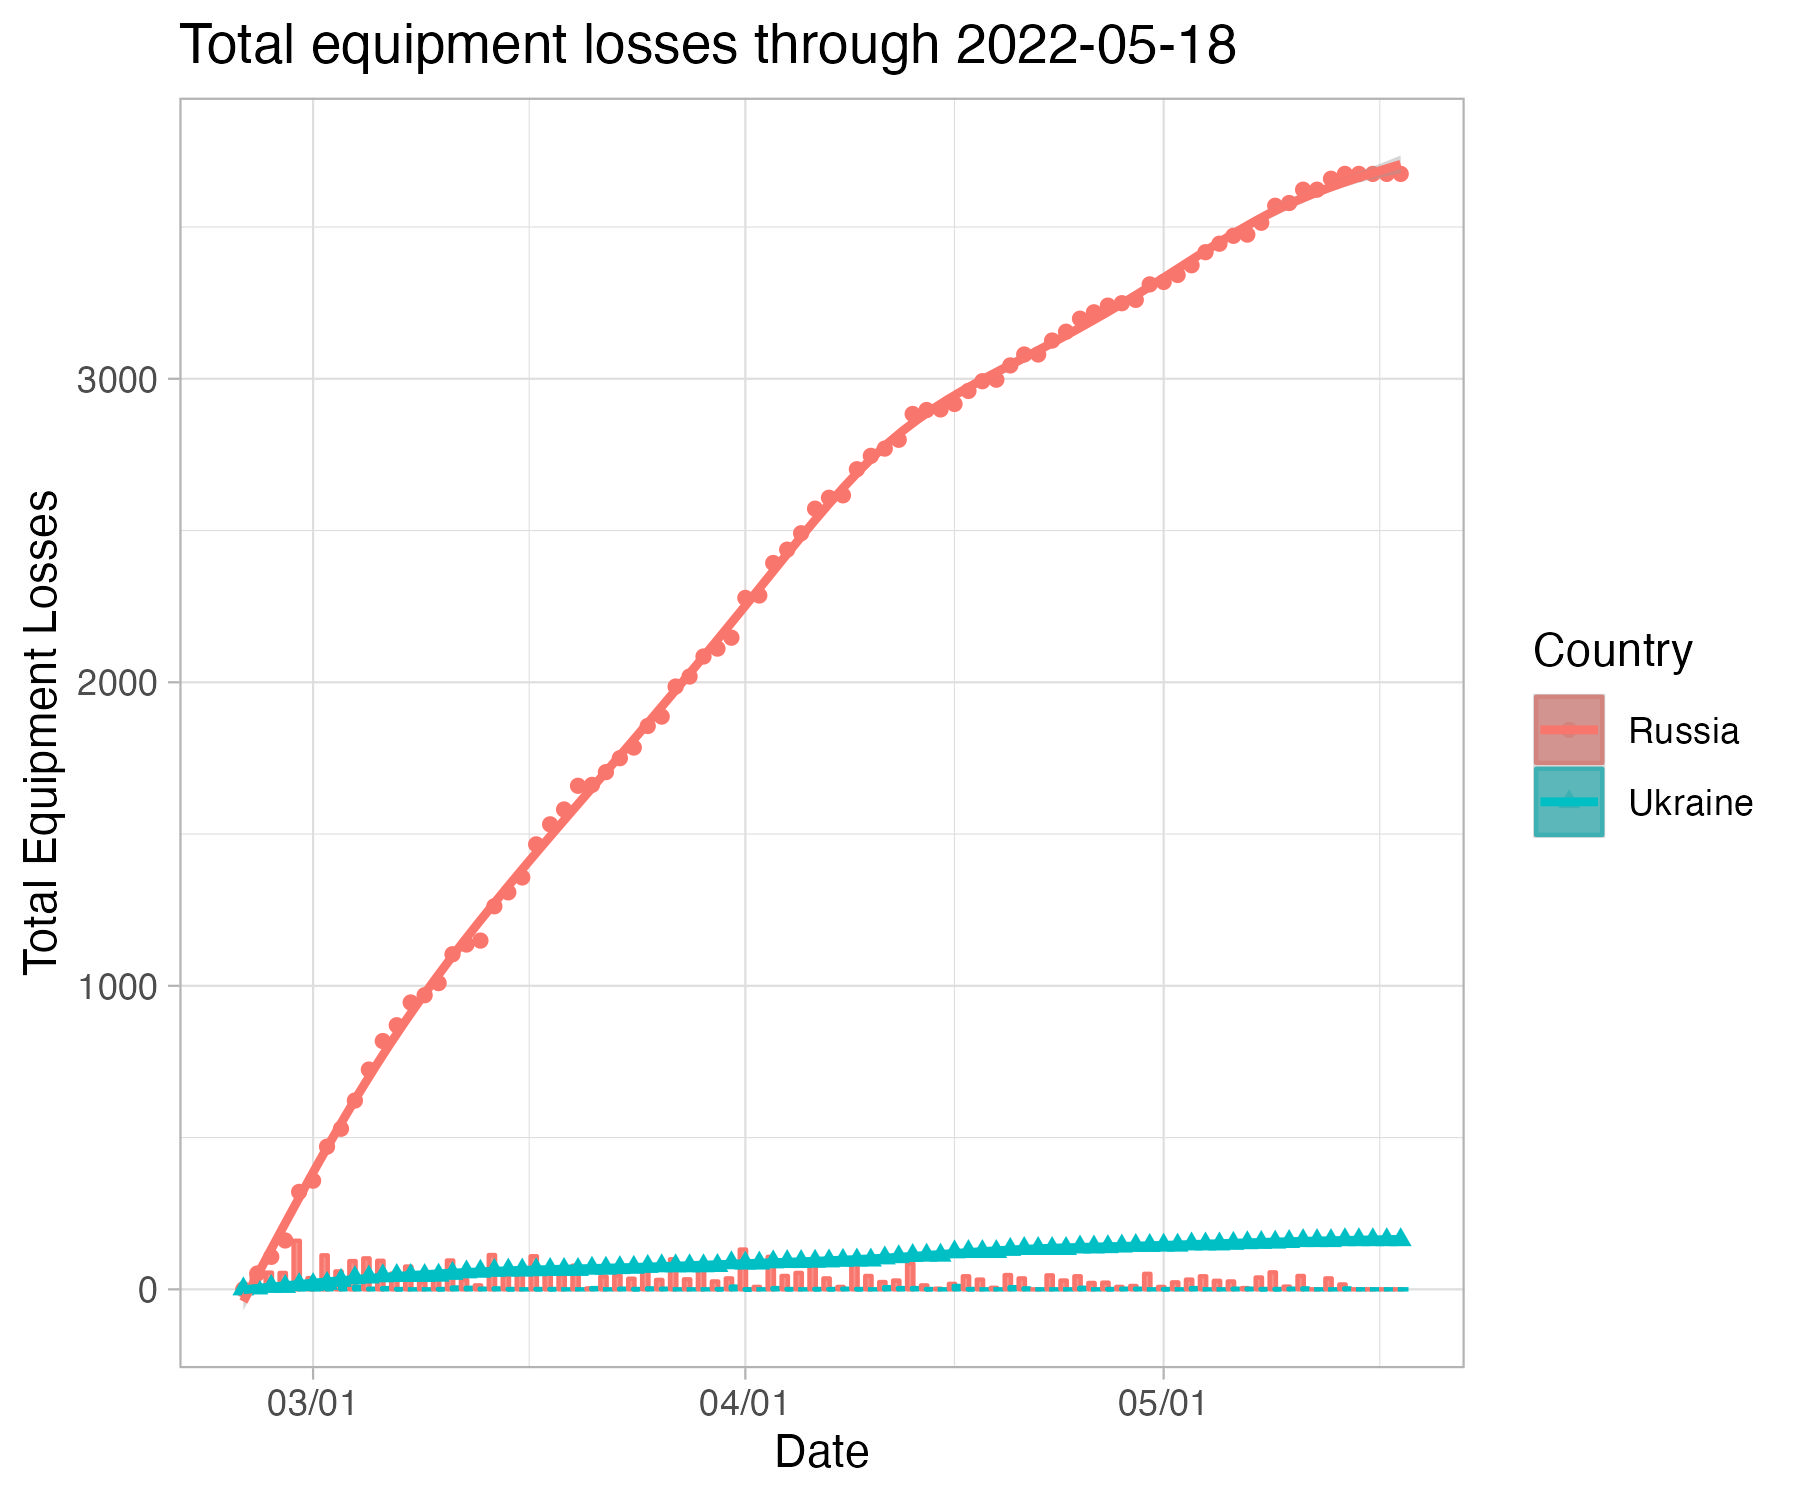 Total equipment losses through 2022-05-18
Total Equipment Losses
3000
2000
1000
0
03/01
04/01
05/01
Date
Country
Russia
Ukraine